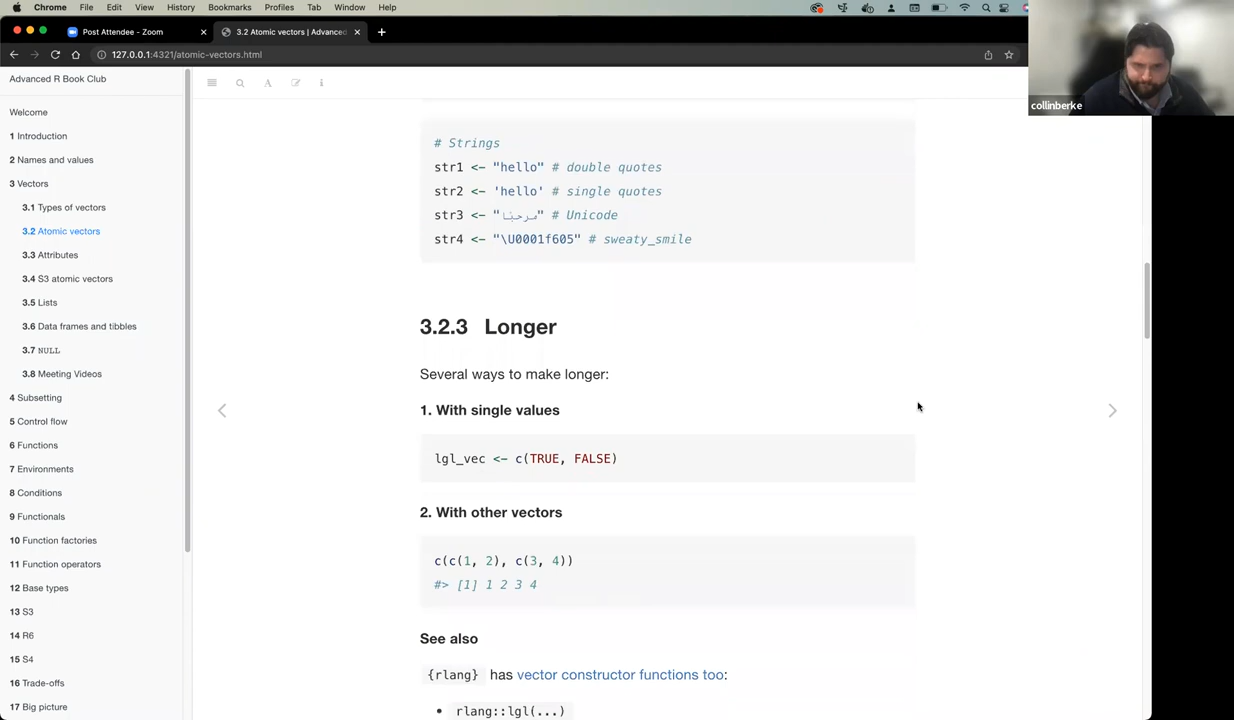 Chrome File Edit View History Bookmarks Profiles Tab Window Help
Post Attendee - Zoom
3.2 Atomic vectors | Advanced
127.0.0.1:4321/atomic-vectors.html
collinberke
Advanced R Book Club
Welcome
1 Introduction
2 Names and values
3 Vectors
3.1 Types of vectors
3.2 Atomic vectors
3.3 Attributes
3.4 S3 atomic vectors
3.5 Lists
3.6 Data frames and tibbles
3.7 NULL
3.8 Meeting Videos
4 Subsetting
5 Control flow
6 Functions
7 Environments
8 Conditions
9 Functionals
10 Function factories
11 Function operators
12 Base types
13 S3
14 R6
15 S4
16 Trade-offs
17 Big picture
# Strings
str1 <- "hello" # double quotes
str2 <- 'hello' # single quotes
str3 <- "مرحبًا" # Unicode
str4 <- "\U0001f605" # sweaty_smile
3.2.3 Longer
Several ways to make longer:
1. With single values
lgl_vec <- c(TRUE, FALSE)
2. With other vectors
c(c(1, 2), c(3, 4))
#> [1] 1 2 3 4
See also
{rlang} has vector constructor functions too:
• rlang::lgl(...)